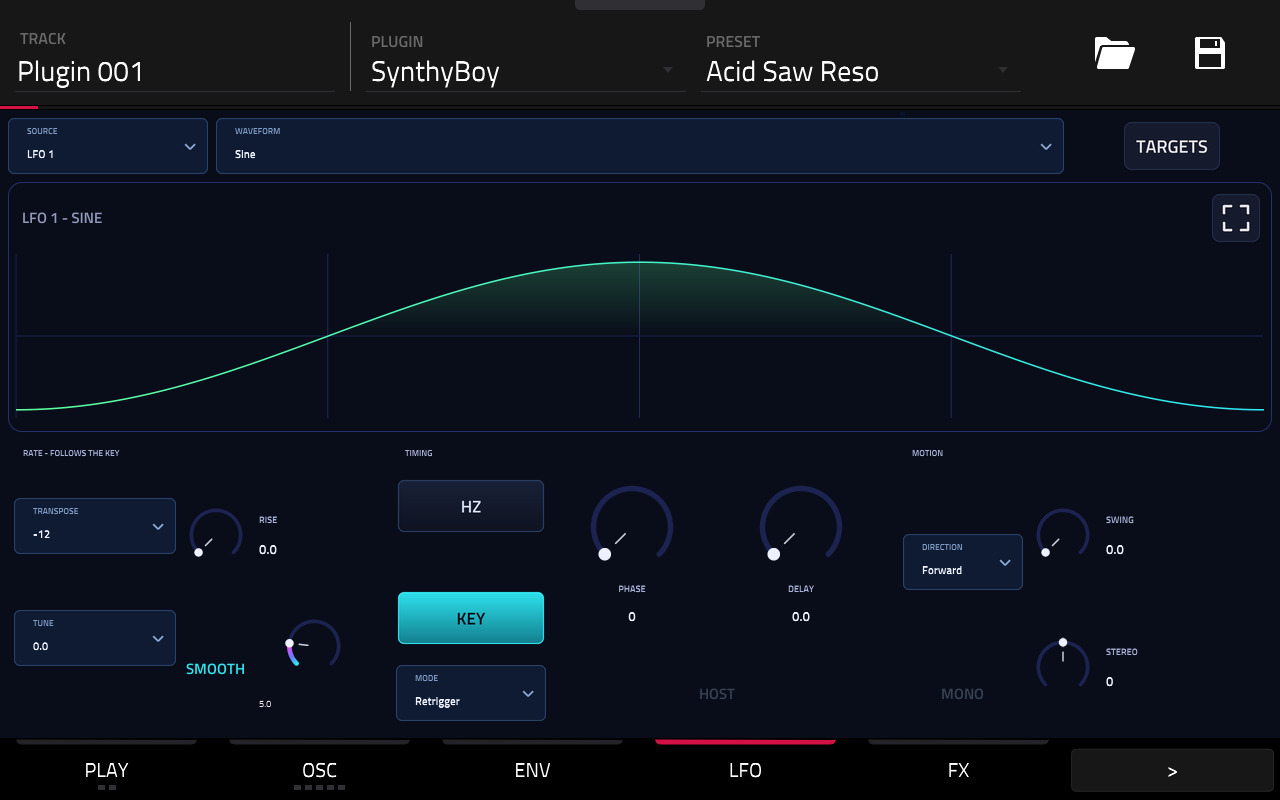 TRACK
Plugin 001
PLUGIN
SynthyBoy
PRESET
Acid Saw Reso
SOURCE
LFO 1
WAVEFORM
Sine
TARGETS
LFO 1 - SINE
RATE - FOLLOWS THE KEY
TIMING
MOTION
TRANSPOSE
-12
RISE
0.0
HZ
PHASE
0
DELAY
0.0
DIRECTION
Forward
SWING
0.0
TUNE
0.0
SMOOTH
5.0
KEY
MODE
Retrigger
HOST
MONO
STEREO
0
PLAY
OSC
ENV
LFO
FX
>